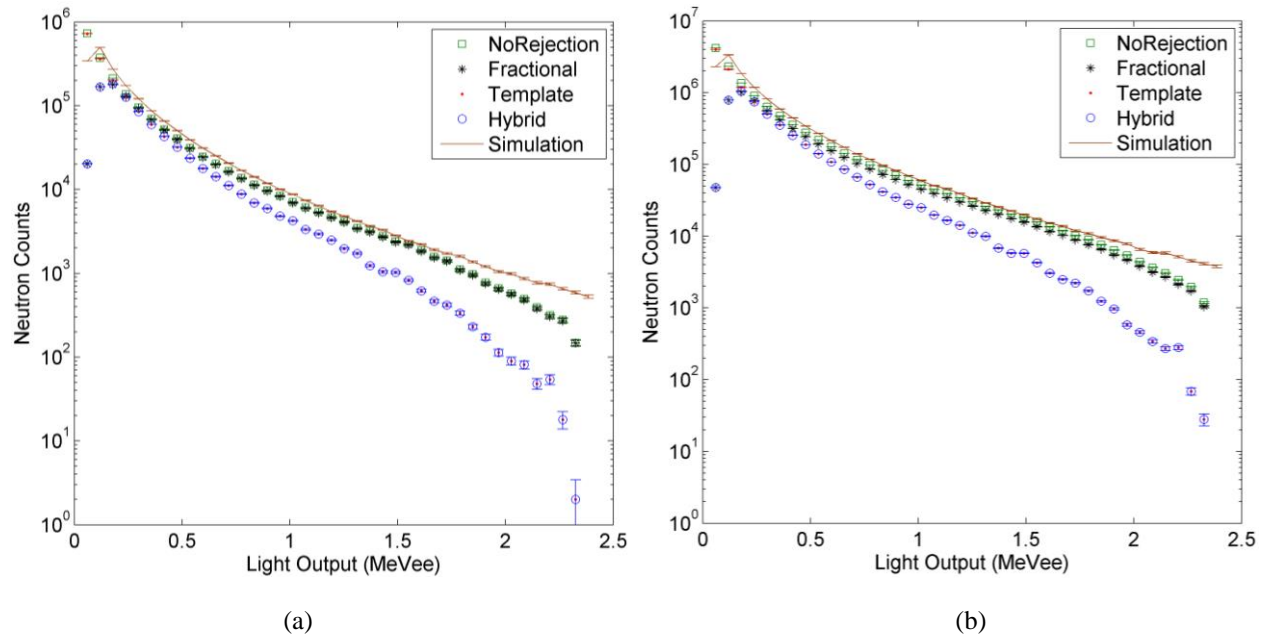 10^6
10^5
10^4
10^3
10^2
10^1
10^0
Neutron Counts
NoRejection
Fractional
Template
Hybrid
Simulation
0 0.5 1 1.5 2 2.5
Light Output (MeVee)
(a)
10^7
10^6
10^5
10^4
10^3
10^2
10^1
10^0
Neutron Counts
NoRejection
Fractional
Template
Hybrid
Simulation
0 0.5 1 1.5 2 2.5
Light Output (MeVee)
(b)